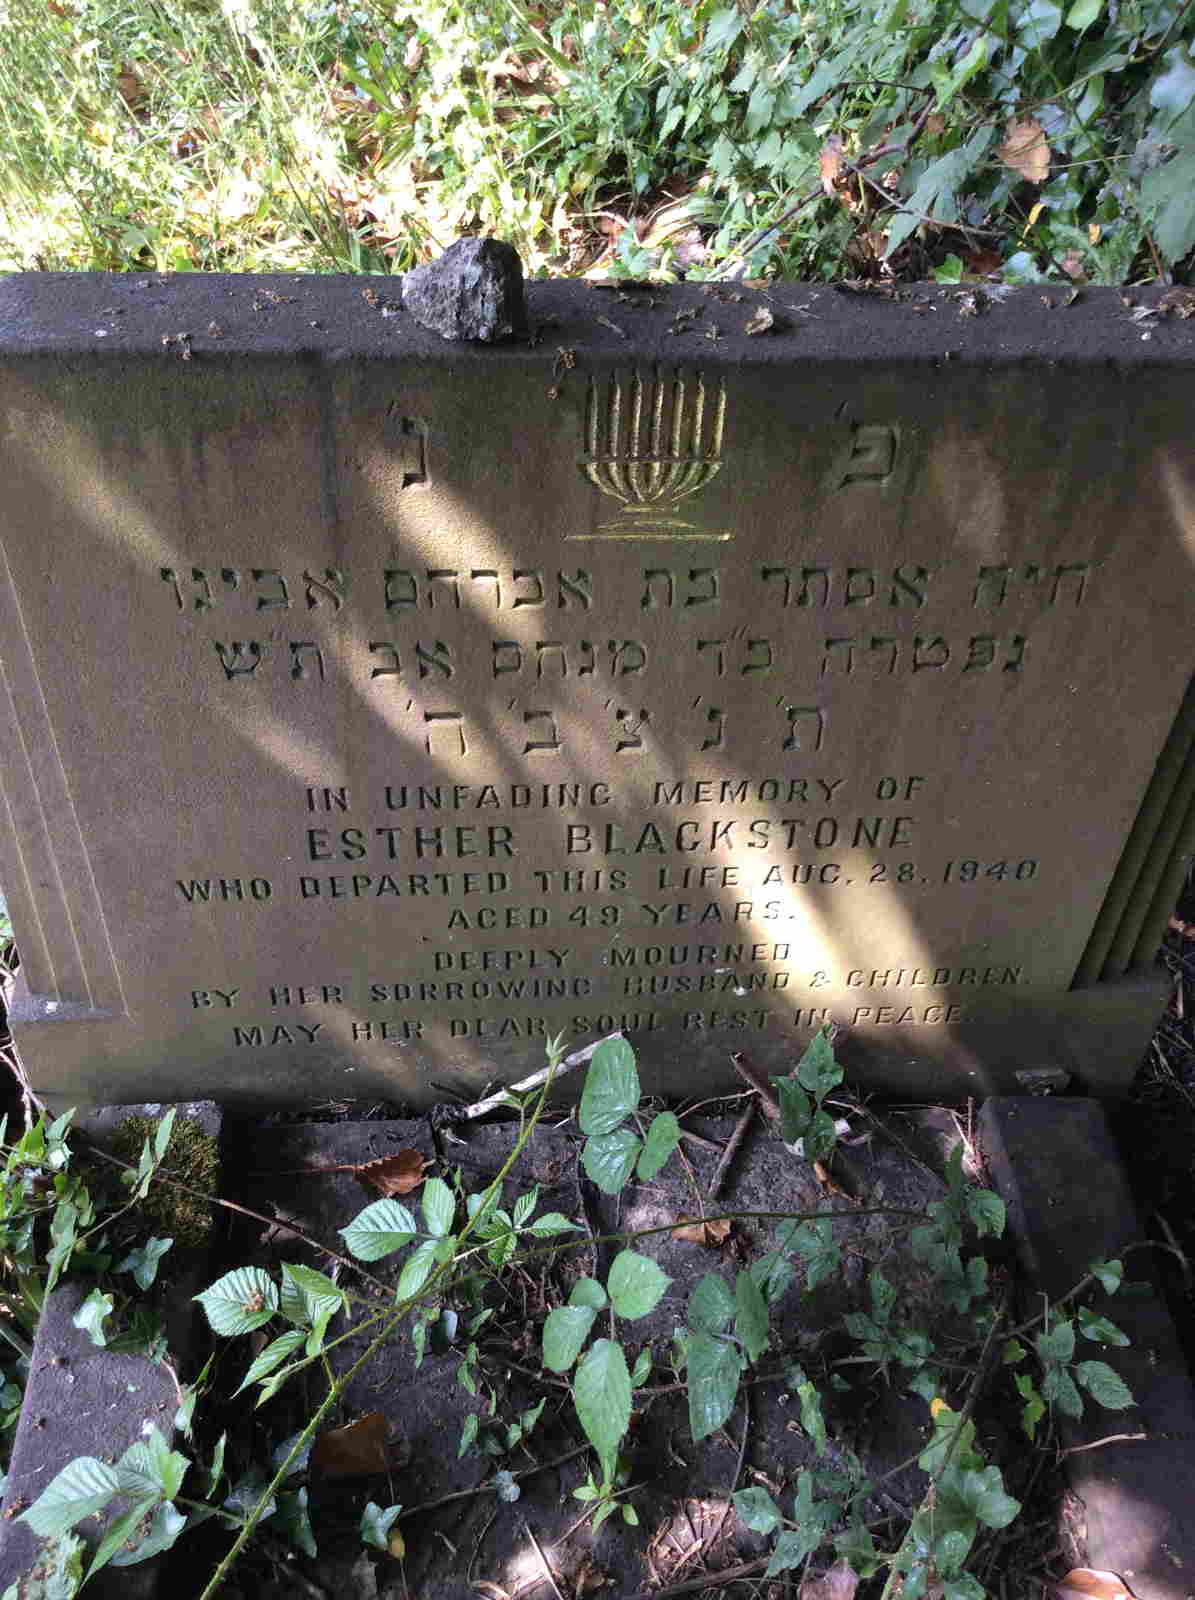 פ״ נ״
חיה אסתר בת אברהם אבינו
נפטרה כ״ד מנחם אב ת״ש
ת׳ נ׳ צ׳ ב׳ ה׳
IN UNFADING MEMORY OF
ESTHER BLACKSTONE
WHO DEPARTED THIS LIFE AUG. 28. 1940
AGED 49 YEARS.
DEEPLY MOURNED
BY HER SORROWING HUSBAND & CHILDREN.
MAY HER DEAR SOUL REST IN PEACE.